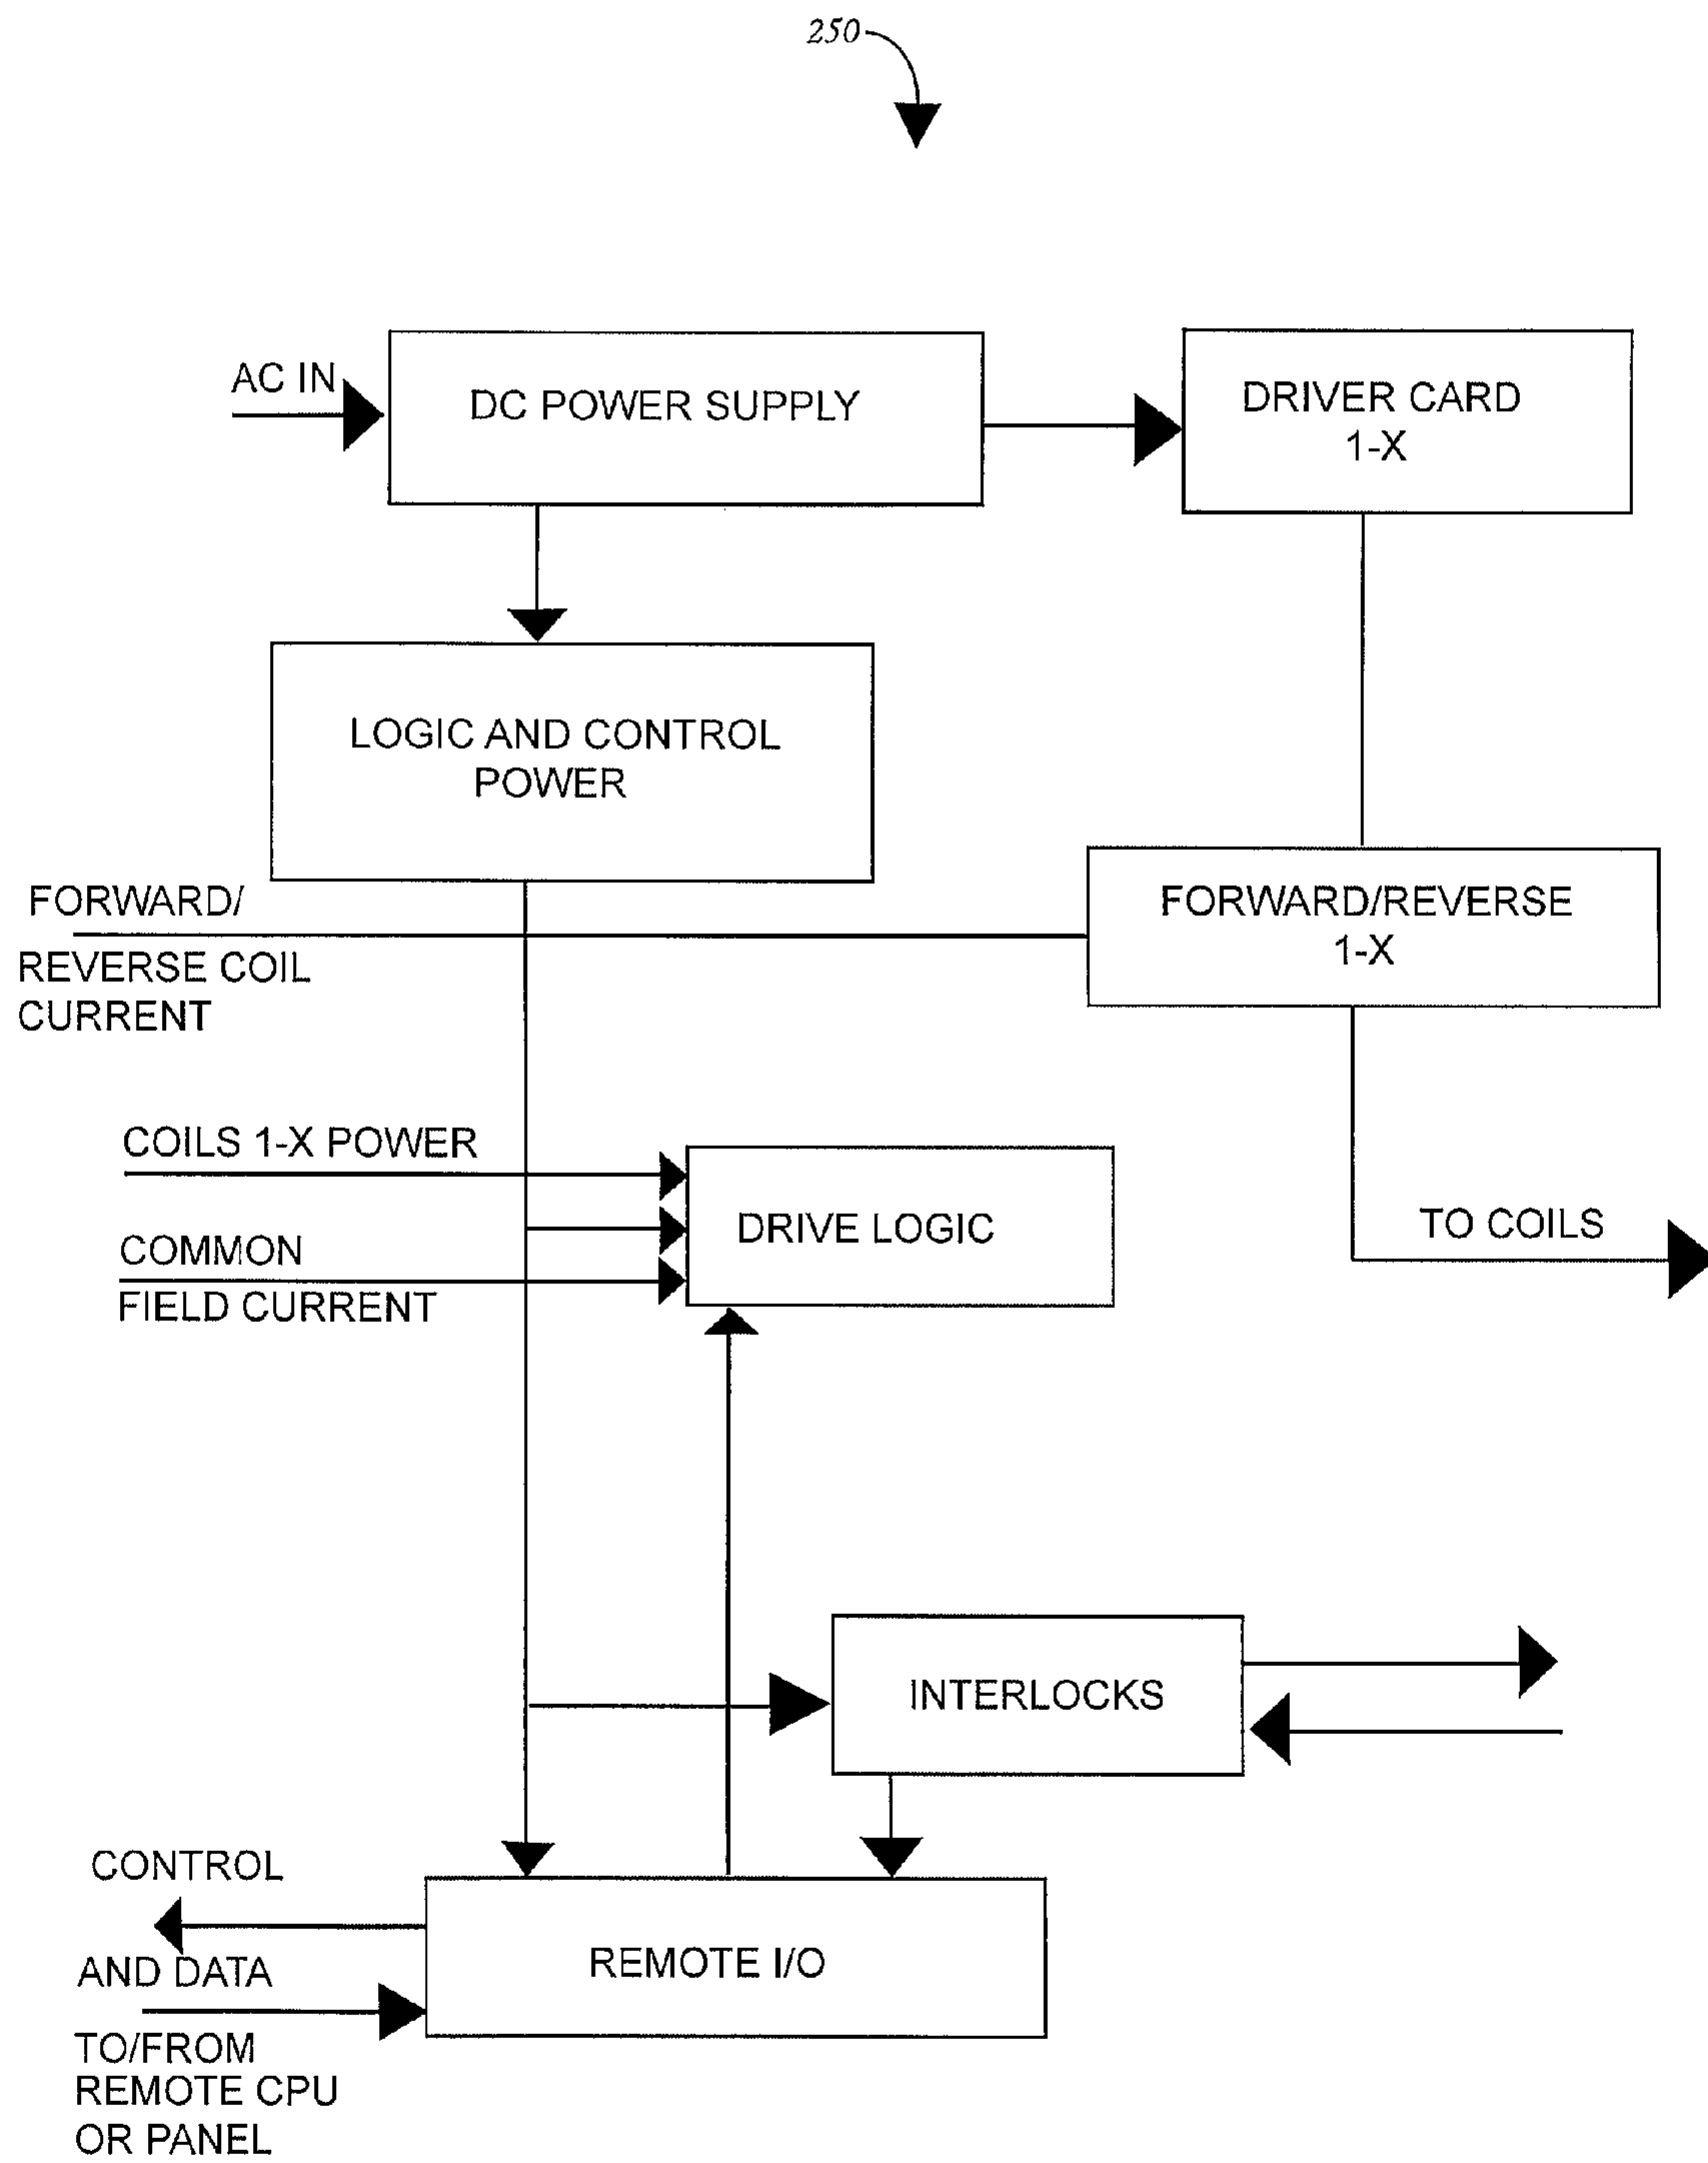 250
AC IN
DC POWER SUPPLY
DRIVER CARD
1-X
LOGIC AND CONTROL
POWER
FORWARD/
REVERSE COIL
CURRENT
FORWARD/REVERSE
1-X
COILS 1-X POWER
COMMON
FIELD CURRENT
DRIVE LOGIC
TO COILS
INTERLOCKS
CONTROL
AND DATA
TO/FROM
REMOTE CPU
OR PANEL
REMOTE I/O